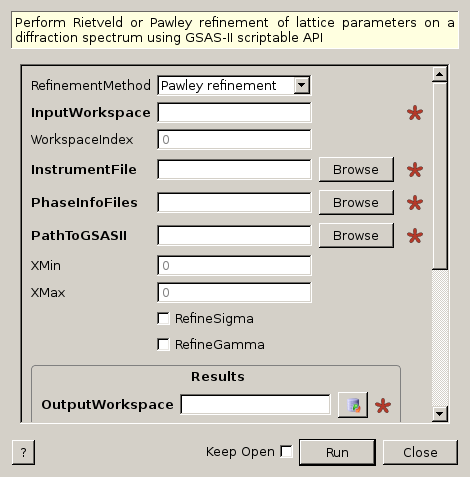 Perform Rietveld or Pawley refinement of lattice parameters on a
diffraction spectrum using GSAS-II scriptable API
RefinementMethod Pawley refinement
InputWorkspace
WorkspaceIndex 0
InstrumentFile Browse
PhaseInfoFiles Browse
PathToGSASII Browse
XMin 0
XMax 0
RefineSigma
RefineGamma
Results
OutputWorkspace
? Keep Open Run Close